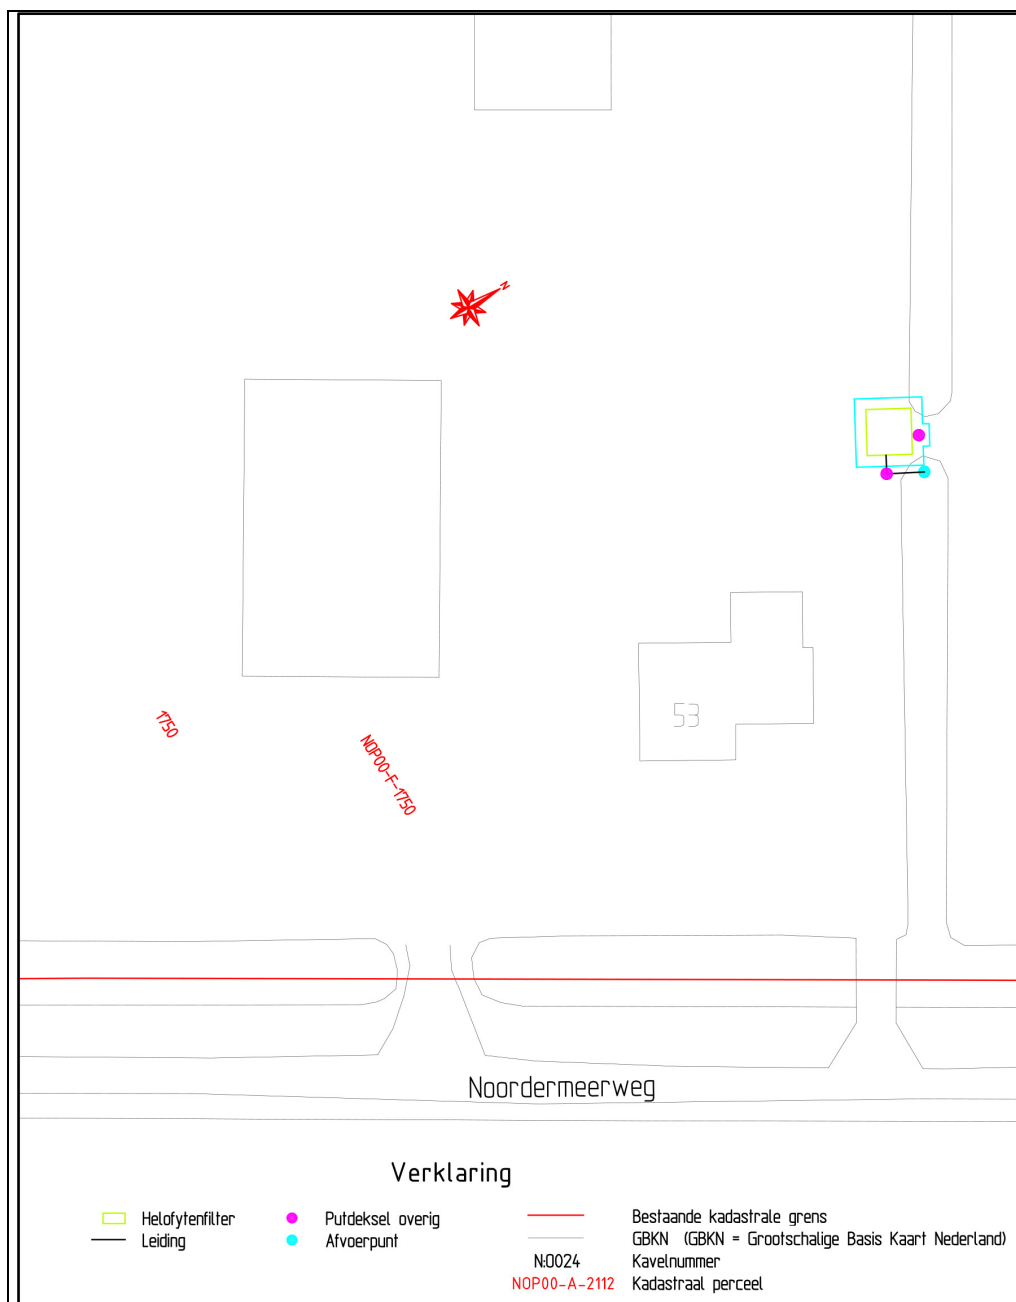 N
53
1750
NOP00-F-1750
Noordermeerweg
Verklaring
Helofytenfilter
Leiding
Putdeksel overig
Afvoerpunt
Bestaande kadastrale grens
GBKN (GBKN = Grootschalige Basis Kaart Nederland)
N:0024 Kavelnummer
NOP00-A-2112 Kadastraal perceel